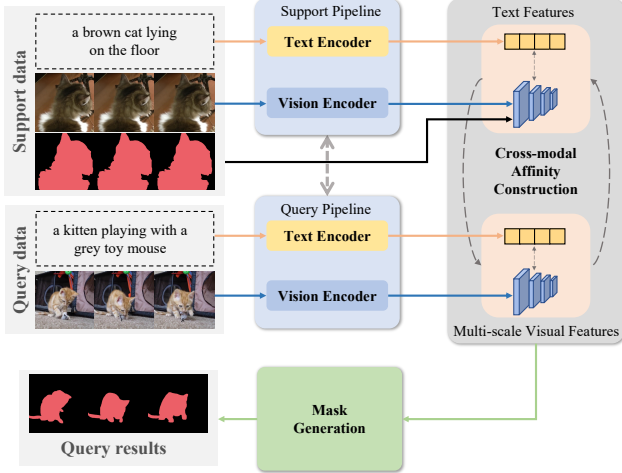 Support data
a brown cat lying
on the floor
Support Pipeline
Text Encoder
Vision Encoder
Text Features
Cross-modal
Affinity
Construction
Query data
a kitten playing with a
grey toy mouse
Query Pipeline
Text Encoder
Vision Encoder
Multi-scale Visual Features
Mask
Generation
Query results